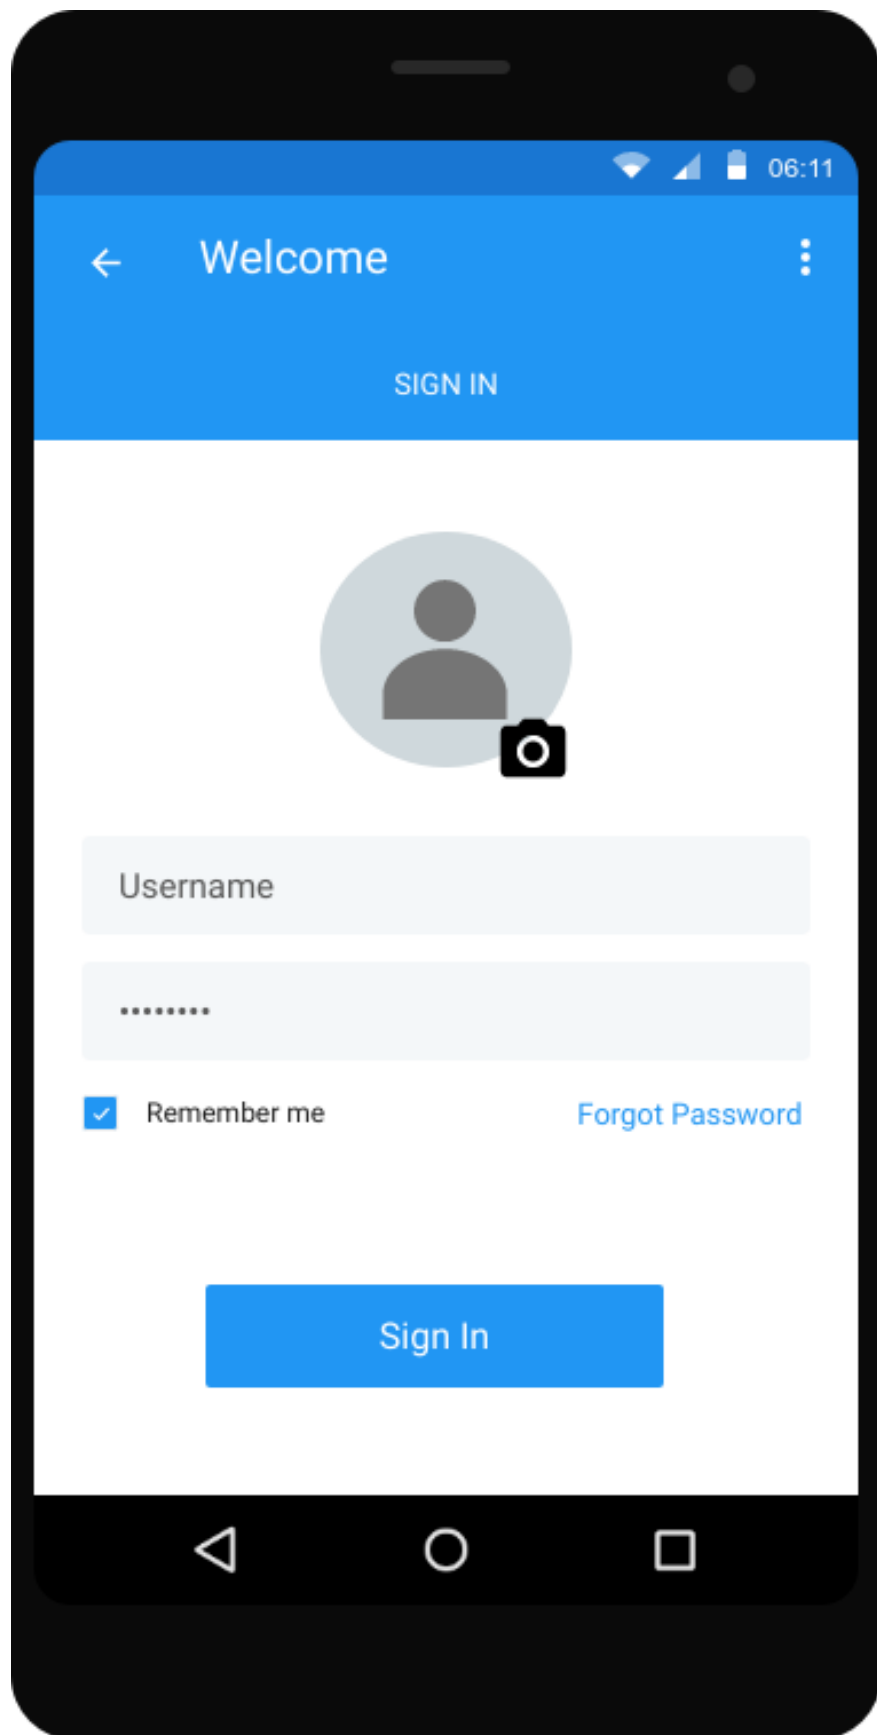 06:11
Welcome
SIGN IN
Username
••••••••
Remember me
Forgot Password
Sign In